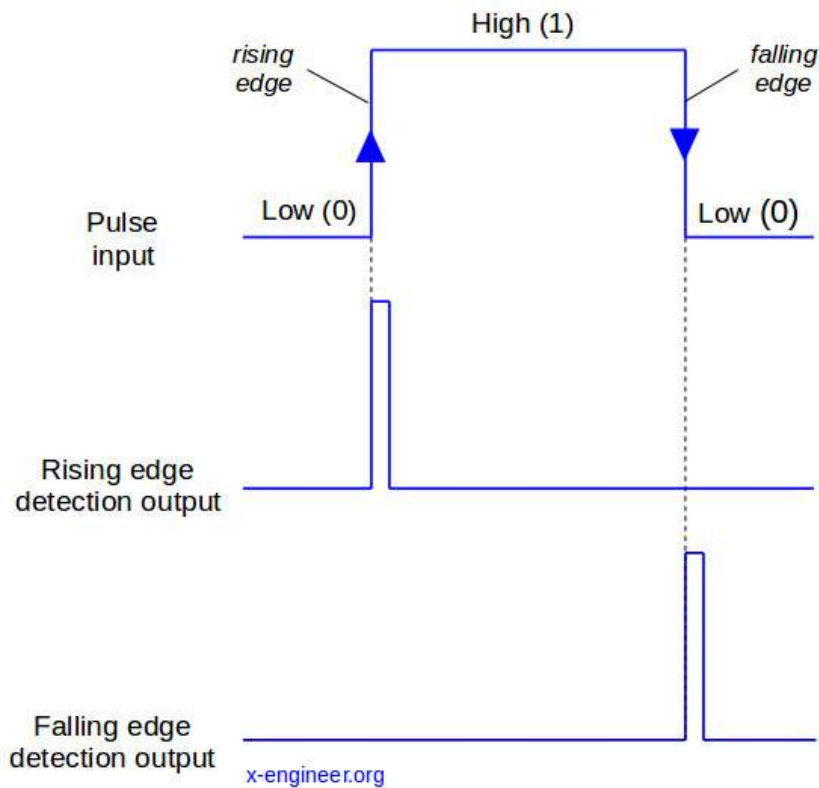 High (1)
rising
edge
falling
edge
Low (0)
Low (0)
Pulse
input
Rising edge
detection output
Falling edge
detection output
x-engineer.org